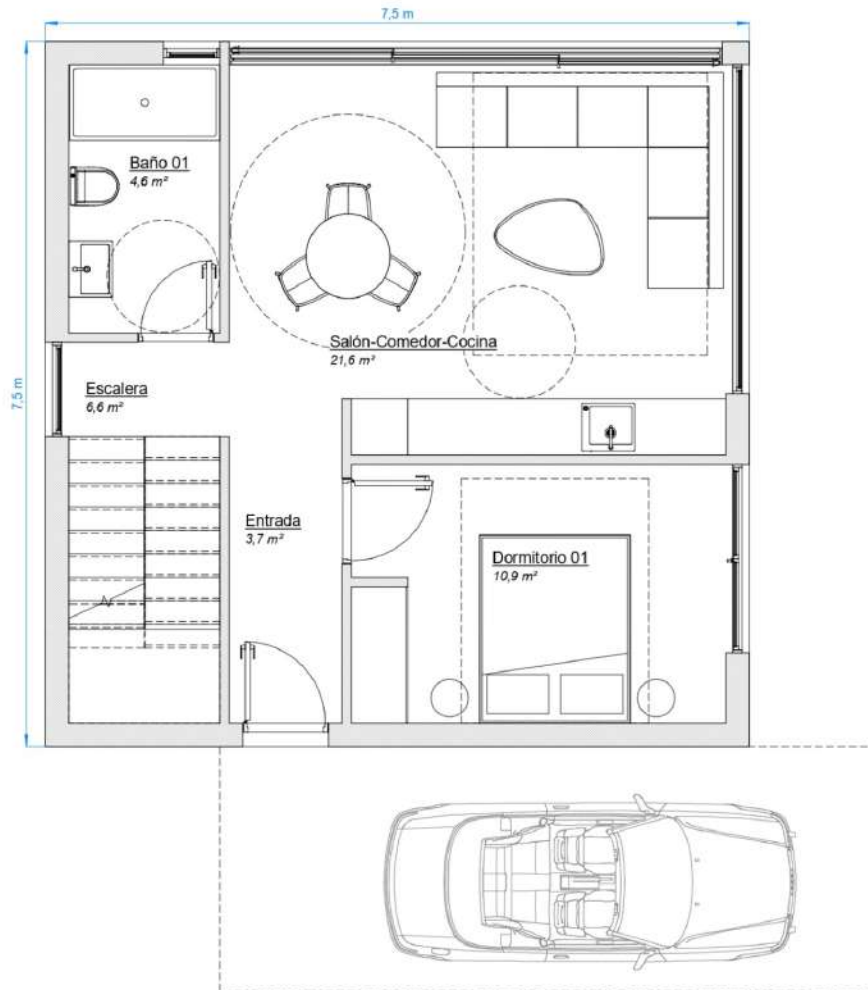 7,5 m
7,5 m
Baño 01
4,6 m²
Salón-Comedor-Cocina
21,6 m²
Escalera
6,6 m²
Entrada
3,7 m²
Dormitorio 01
10,9 m²